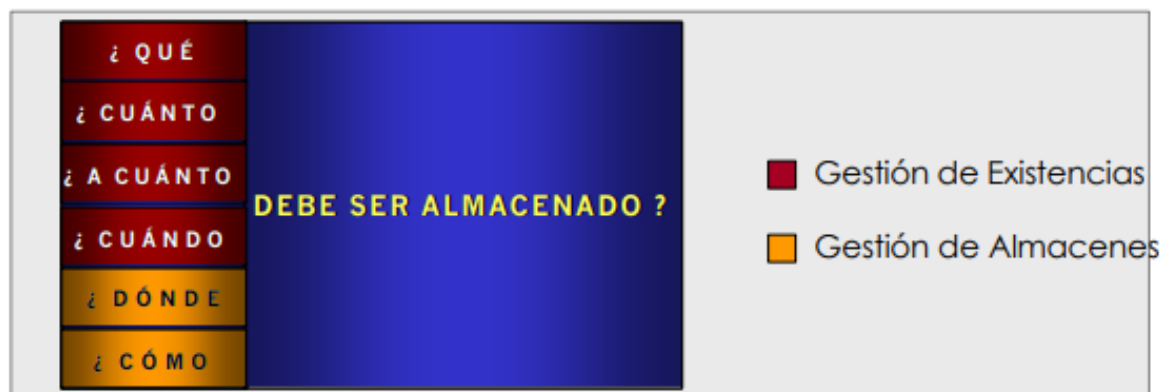 ¿ QUÉ
¿ CUÁNTO
¿ A CUÁNTO
¿ CUÁNDO
¿ DÓNDE
¿ CÓMO
DEBE SER ALMACENADO ?
Gestión de Existencias
Gestión de Almacenes